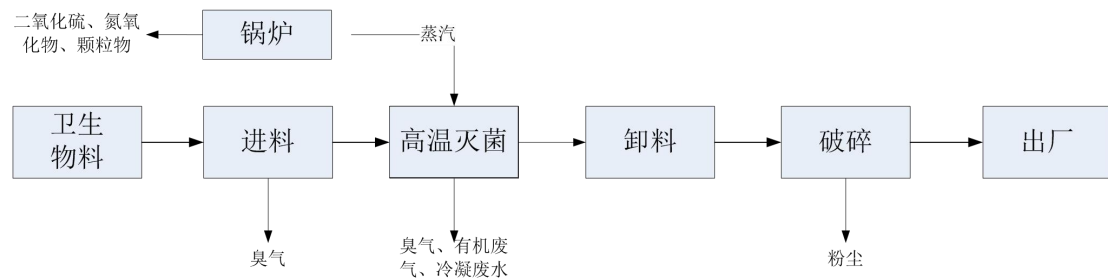 二氧化硫、氮氧
化物、颗粒物
锅炉
蒸汽
卫生
物料
进料
高温灭菌
卸料
破碎
出厂
臭气
臭气、有机废
气、冷凝废水
粉尘